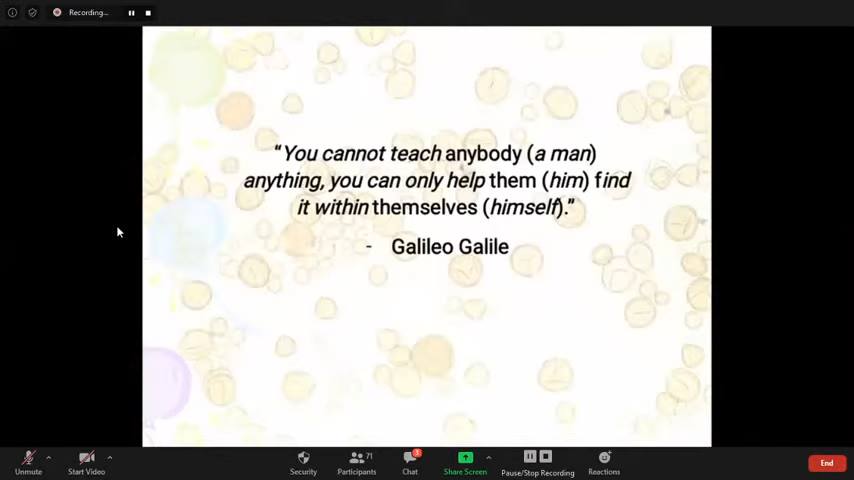 Recording...
"You cannot teach anybody (a man)
anything, you can only help them (him) find
it within themselves (himself)."
- Galileo Galile
Unmute
Start Video
Security
71
Participants
3
Chat
Share Screen
Pause/Stop Recording
Reactions
End